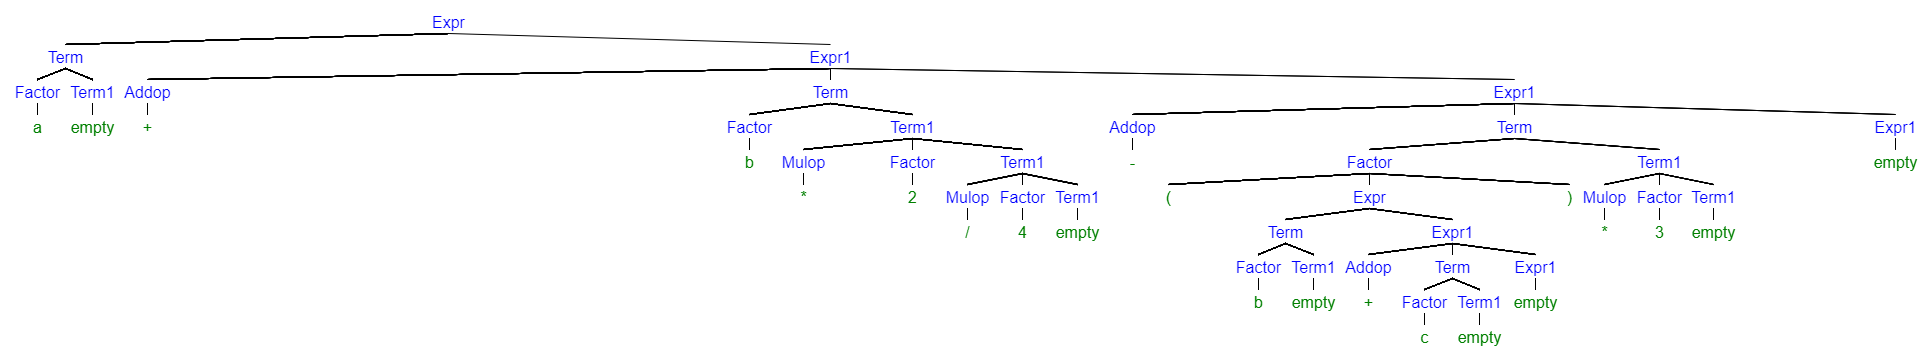 Expr
Term Expr1
Factor Term1 Addop Term Expr1
a empty + Factor Term1 Addop Term Expr1
b Mulop Factor Term1 - Factor Term1 empty
* 2 Mulop Factor Term1 ( Expr ) Mulop Factor Term1
/ 4 empty Term Expr1 * 3 empty
Factor Term1 Addop Term Expr1
b empty + Factor Term1 empty
c empty